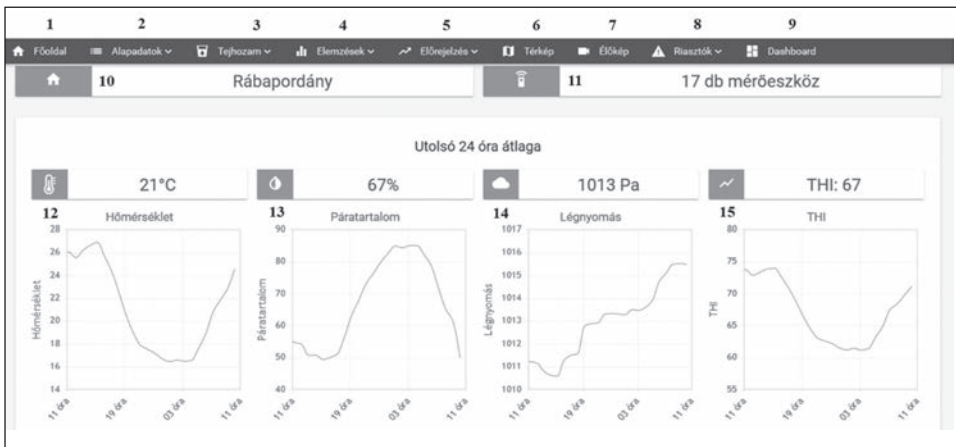 1 2 3 4 5 6 7 8 9
Főoldal Alapadatok Tejhozam Elemzések Előrejelzés Térkép Élőkép Riasztók Dashboard
10 Rábapordány 11 17 db mérőeszköz
Utolsó 24 óra átlaga
21°C 67% 1013 Pa THI: 67
12 Hőmérséklet 13 Páratartalom 14 Légnyomás 15 THI
Hőmérséklet
28
26
24
22
20
18
16
14
11 óra 19 óra 03 óra 11 óra
Páratartalom
90
80
70
60
50
40
11 óra 19 óra 03 óra 11 óra
Légnyomás
1017
1016
1015
1014
1013
1012
1011
1010
11 óra 19 óra 03 óra 11 óra
THI
80
75
70
65
60
55
11 óra 19 óra 03 óra 11 óra